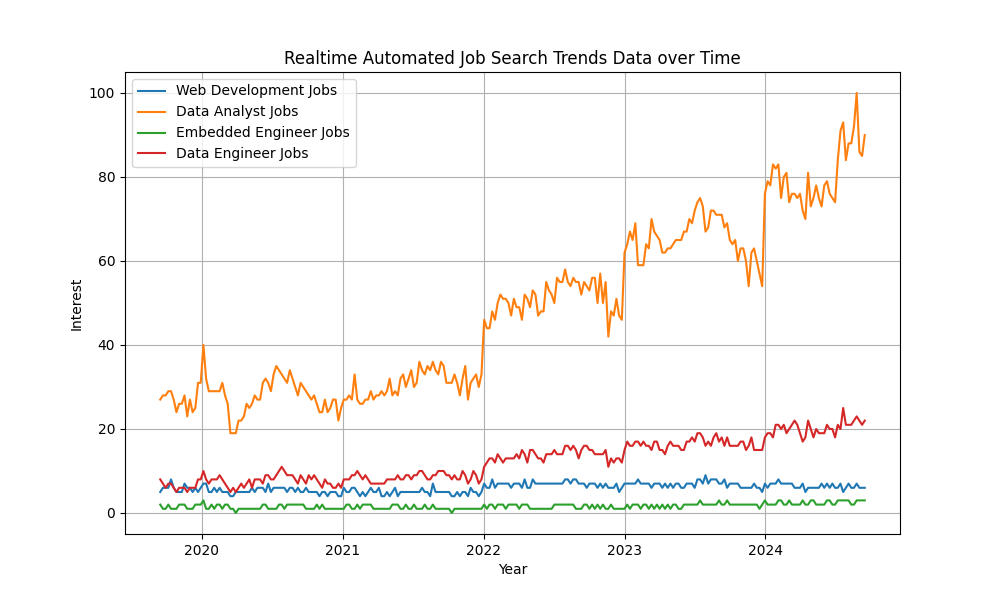 Realtime Automated Job Search Trends Data over Time
Web Development Jobs
Data Analyst Jobs
Embedded Engineer Jobs
Data Engineer Jobs
100
80
60
40
20
0
Interest
2020 2021 2022 2023 2024
Year